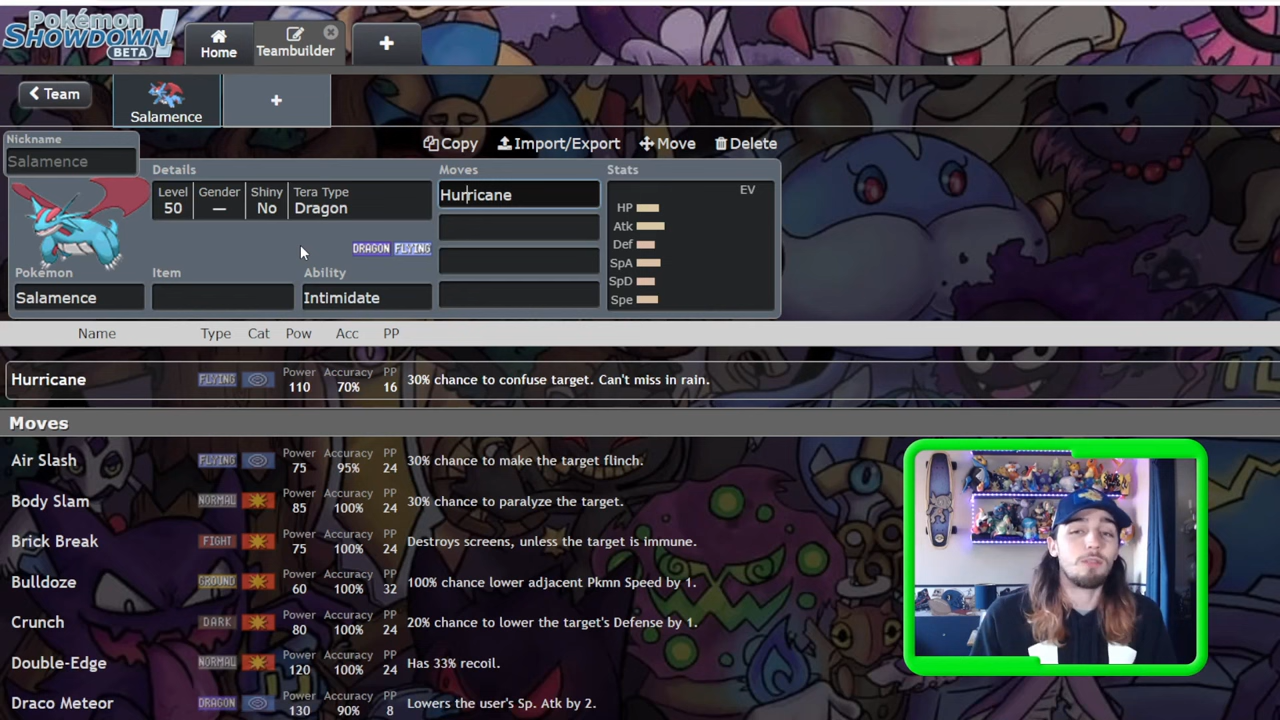 Pokémon
SHOWDOWN!
BETA
Home
Teambuilder
+
Team
Salamence
+
Nickname
Salamence
Copy
Import/Export
Move
Delete
Details
Moves
Stats
Level
50
Gender
—
Shiny
No
Tera Type
Dragon
DRAGON FLYING
Hurricane
EV
HP
Atk
Def
SpA
SpD
Spe
Pokémon
Salamence
Item
Ability
Intimidate
Name Type Cat Pow Acc PP
Hurricane FLYING Power 110 Accuracy 70% PP 16 30% chance to confuse target. Can't miss in rain.
Moves
Air Slash FLYING Power 75 Accuracy 95% PP 24 30% chance to make the target flinch.
Body Slam NORMAL Power 85 Accuracy 100% PP 24 30% chance to paralyze the target.
Brick Break FIGHT Power 75 Accuracy 100% PP 24 Destroys screens, unless the target is immune.
Bulldoze GROUND Power 60 Accuracy 100% PP 32 100% chance lower adjacent Pkmn Speed by 1.
Crunch DARK Power 80 Accuracy 100% PP 24 20% chance to lower the target's Defense by 1.
Double-Edge NORMAL Power 120 Accuracy 100% PP 24 Has 33% recoil.
Draco Meteor DRAGON Power 130 Accuracy 90% PP 8 Lowers the user's Sp. Atk by 2.